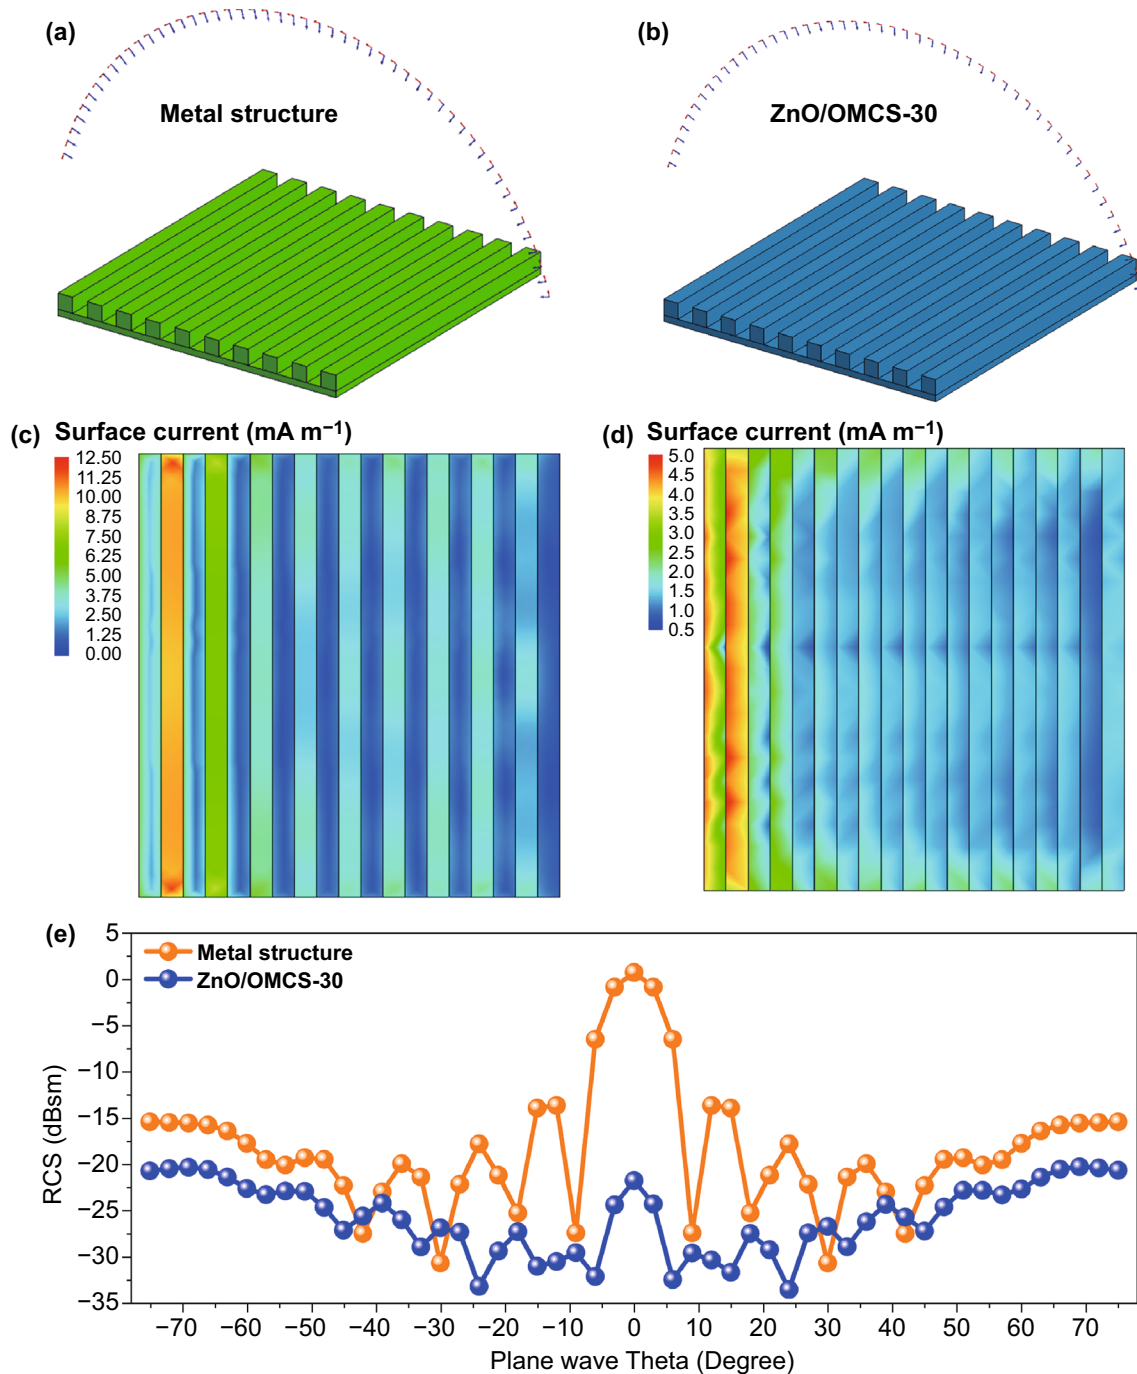 (a)
Metal structure
(b)
ZnO/OMCS-30
(c) Surface current (mA m⁻¹)
12.50
11.25
10.00
8.75
7.50
6.25
5.00
3.75
2.50
1.25
0.00
(d) Surface current (mA m⁻¹)
5.0
4.5
4.0
3.5
3.0
2.5
2.0
1.5
1.0
0.5
(e)
Metal structure
ZnO/OMCS-30
RCS (dBsm)
5
0
−5
−10
−15
−20
−25
−30
−35
−70 −60 −50 −40 −30 −20 −10 0 10 20 30 40 50 60 70
Plane wave Theta (Degree)